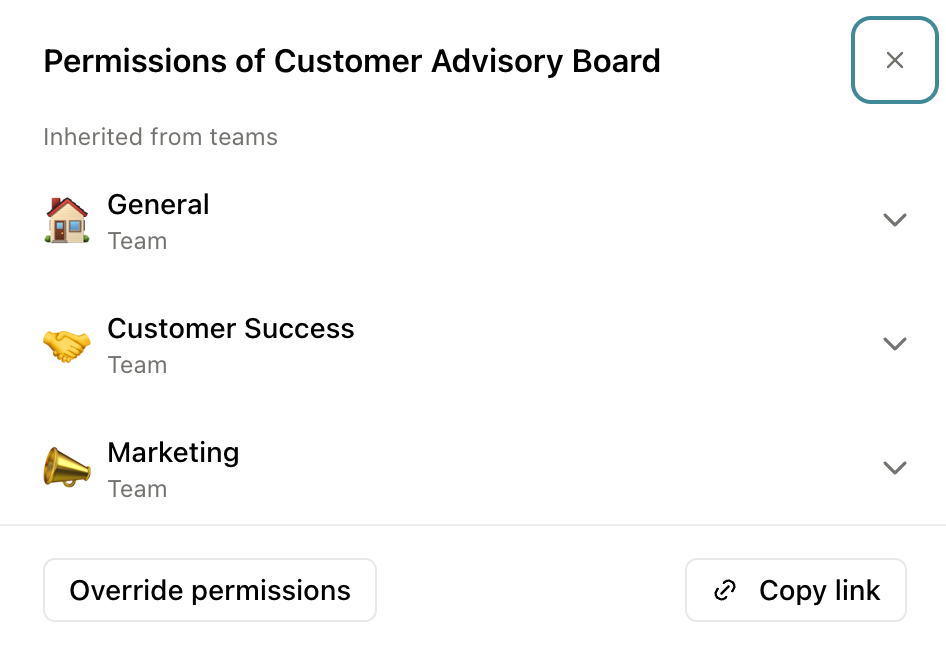 Permissions of Customer Advisory Board
Inherited from teams
General
Team
Customer Success
Team
Marketing
Team
Override permissions
Copy link